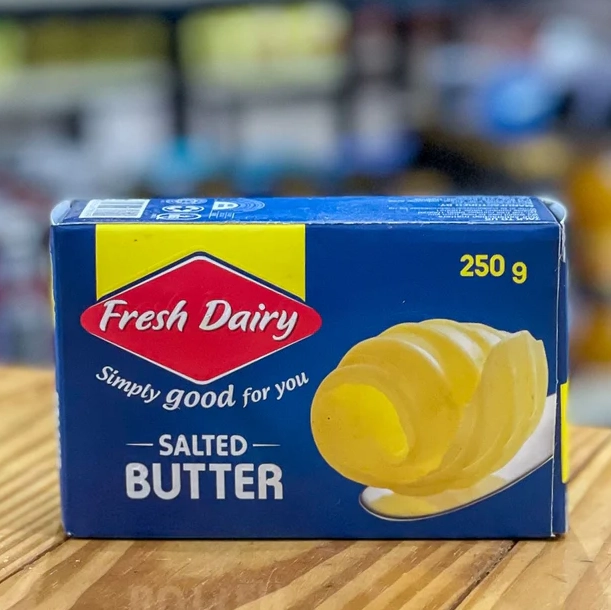 250 g
Fresh Dairy
Simply good for you
SALTED
BUTTER